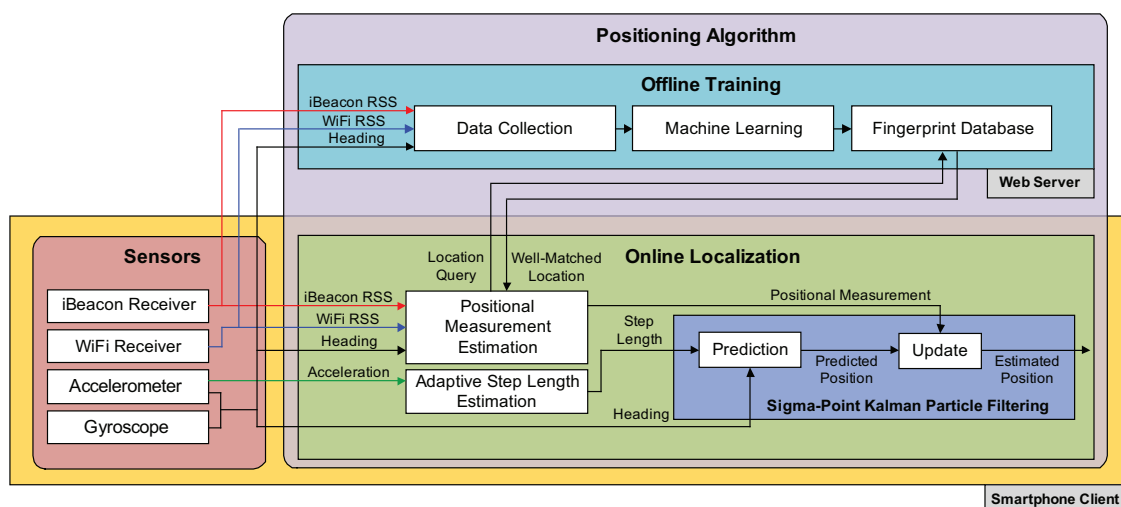 Positioning Algorithm
Offline Training
iBeacon RSS
WiFi RSS
Heading
Data Collection
Machine Learning
Fingerprint Database
Web Server
Sensors
iBeacon Receiver
WiFi Receiver
Accelerometer
Gyroscope
Online Localization
Location
Query
Well-Matched
Location
iBeacon RSS
WiFi RSS
Heading
Acceleration
Positional
Measurement
Estimation
Adaptive Step Length
Estimation
Positional Measurement
Step
Length
Prediction
Predicted
Position
Update
Estimated
Position
Heading
Sigma-Point Kalman Particle Filtering
Smartphone Client